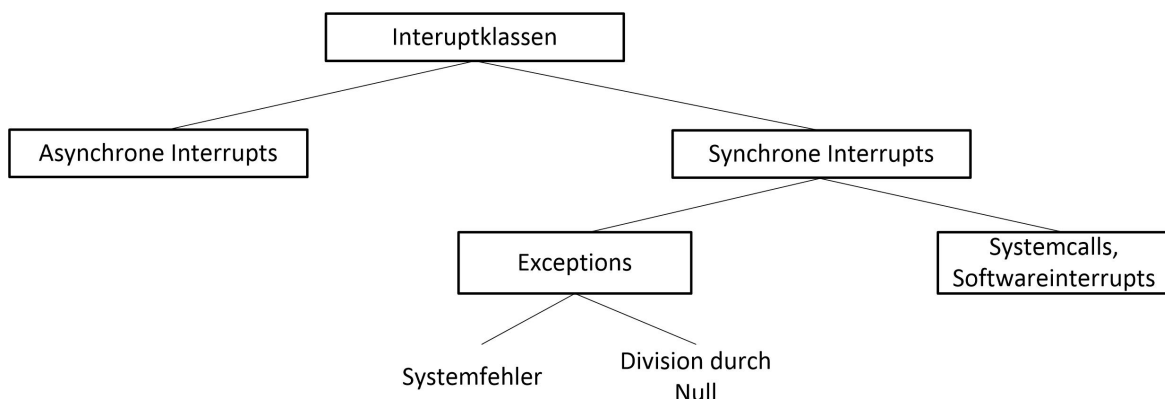 Interuptklassen
Asynchrone Interrupts
Synchrone Interrupts
Exceptions
Systemcalls,
Softwareinterrupts
Systemfehler
Division durch
Null